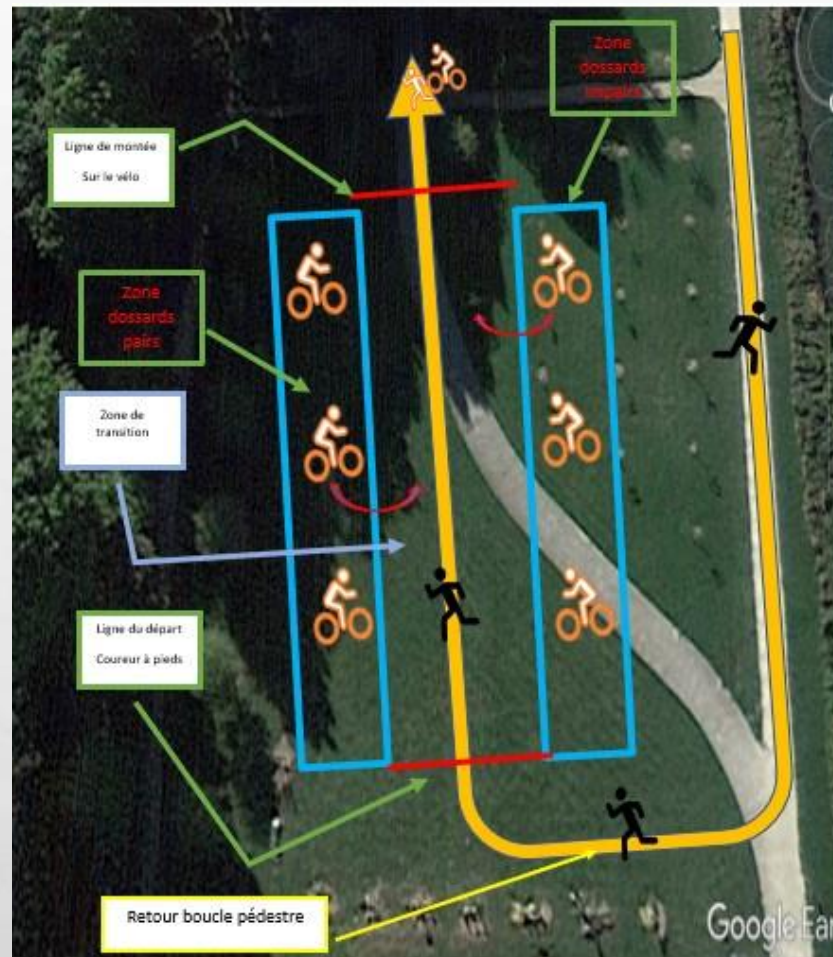 Zone
dossards
impairs
Ligne de montée
Sur le vélo
Zone
dossards
pairs
Zone de
transition
Ligne du départ
Coureur à pieds
Retour boucle pédestre
Google Ear